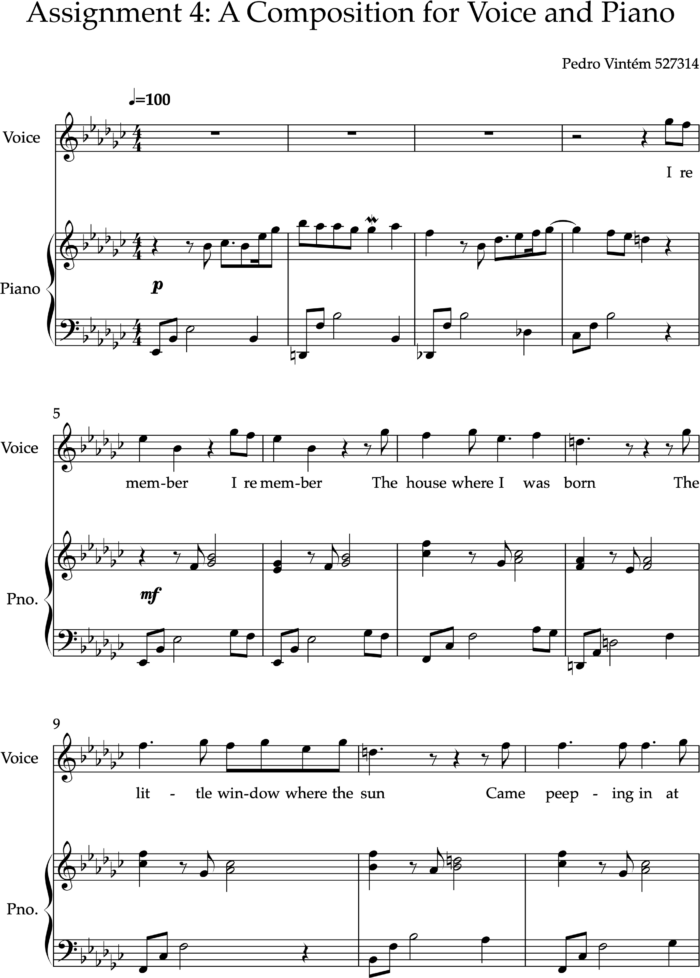 Assignment 4: A Composition for Voice and Piano
Pedro Vintém 527314
♩=100
Voice
I re
Piano
p
5
Voice
mem-ber I re mem-ber The house where I was born The
Pno.
mf
9
Voice
lit - tle win-dow where the sun Came peep - ing in at
Pno.